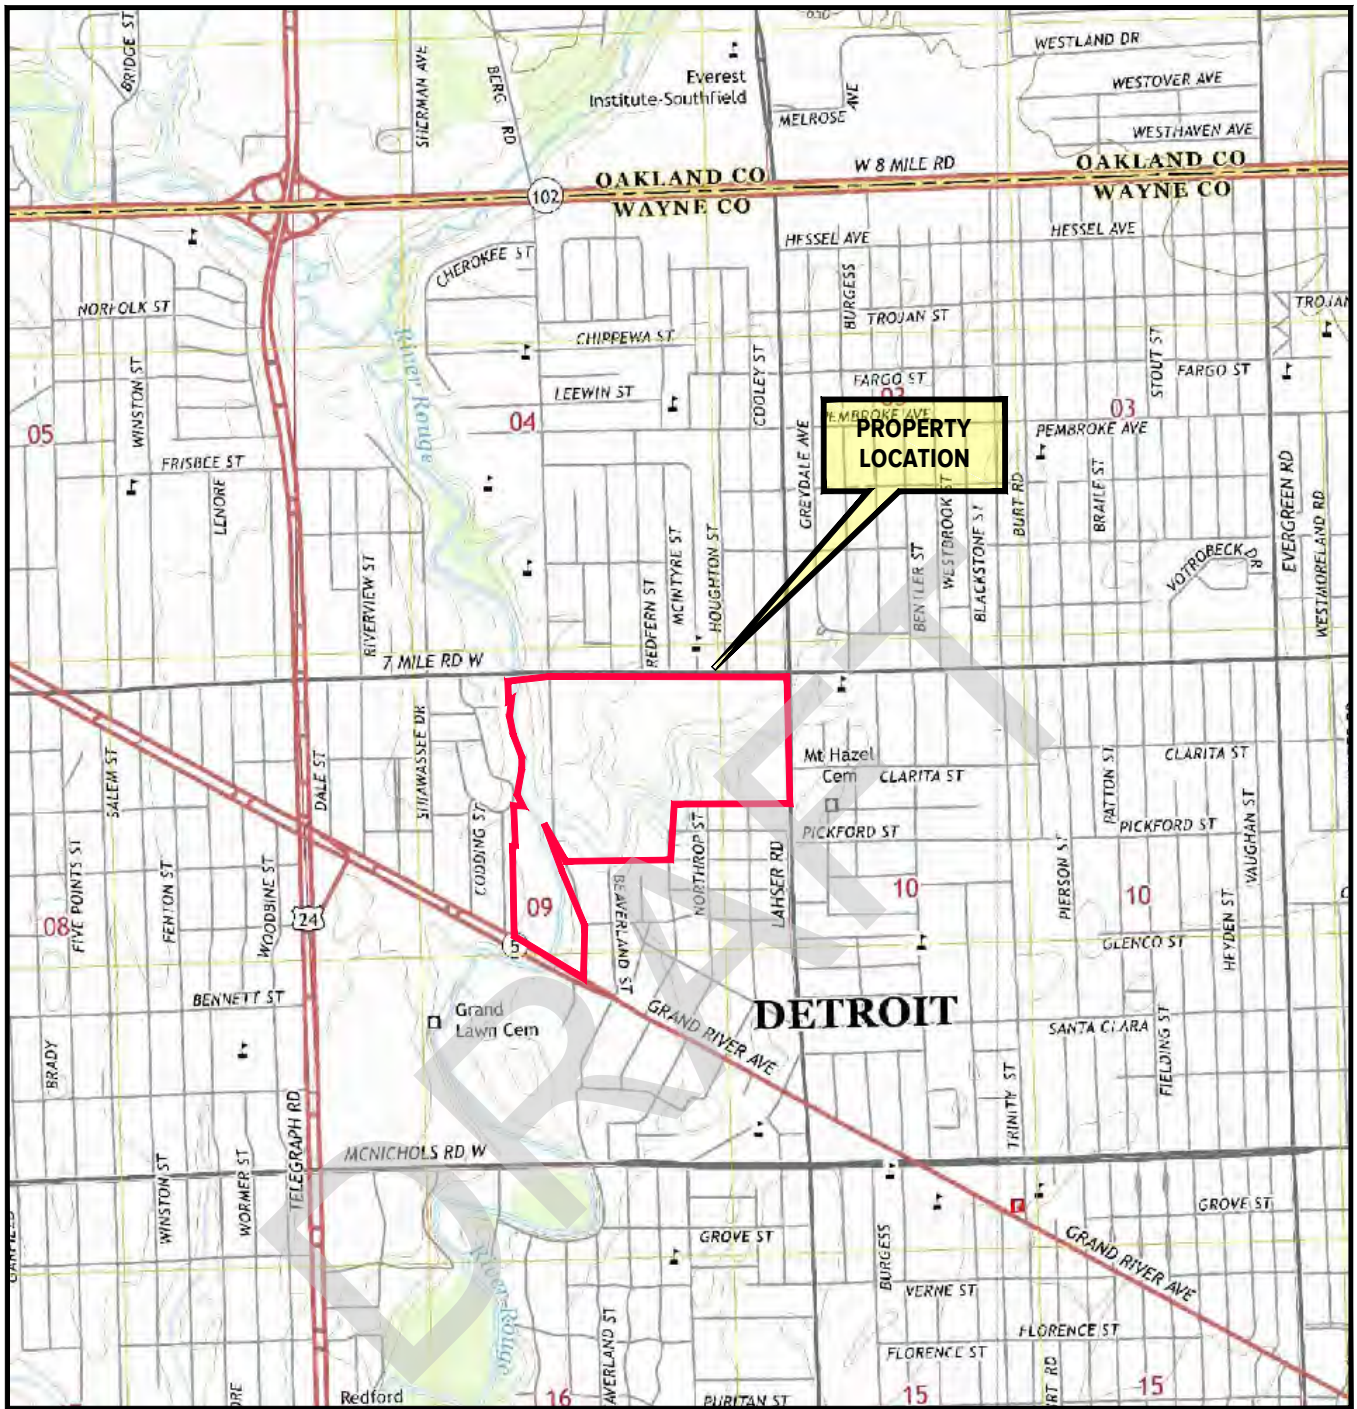 BRIDGE ST
SHERMAN AVE
BERG RD
Everest
Institute-Southfield
MELROSE AVE
WESTLAND DR
WESTOVER AVE
WESTHAVEN AVE
W 8 MILE RD
OAKLAND CO
WAYNE CO
OAKLAND CO
WAYNE CO
102
HESSEL AVE
HESSEL AVE
CHEROKEE ST
NORFOLK ST
BURGESS
TROJAN ST
TROJAN
CHIPPEWA ST
River Rouge
WINSTON ST
LEEWIN ST
COOLEY ST
FARGO ST
STOUT ST
FARGO ST
03
03
05
04
PEMBROKE AVE
PEMBROKE AVE
PROPERTY
LOCATION
FRISBEE ST
LENORE
GREYDALE AVE
WESTBROOK ST
BURT RD
BRAILE ST
EVERGREEN RD
WESTMORELAND RD
RIVERVIEW ST
REDFERN ST
MCINTYRE ST
HOUGHTON ST
BENTLER ST
BLACKSTONE ST
VOTROBECK DR
7 MILE RD W
SALEM ST
DALE ST
SHIAWASSEE DR
Mt Hazel
Cem
CLARITA ST
CLARITA ST
PATTON ST
PICKFORD ST
PICKFORD ST
VAUGHAN ST
CODDING ST
NORTHROP ST
LAHSER RD
FIVE POINTS ST
FENTON ST
WOODBINE ST
BEAVERLAND ST
PIERSON ST
HEYDEN ST
08
24
09
10
10
5
GLENCO ST
BENNETT ST
Grand
Lawn Cem
GRAND RIVER AVE
DETROIT
SANTA CLARA
FIELDING ST
BRADY
TRINITY ST
TELEGRAPH RD
MCNICHOLS RD W
WINSTON ST
WORMER ST
GROVE ST
GROVE ST
River Rouge
BURGESS
VERNE ST
GRAND RIVER AVE
FLORENCE ST
FLORENCE ST
AVERLAND ST
Redford
16
PURITAN ST
15
15
DRAFT